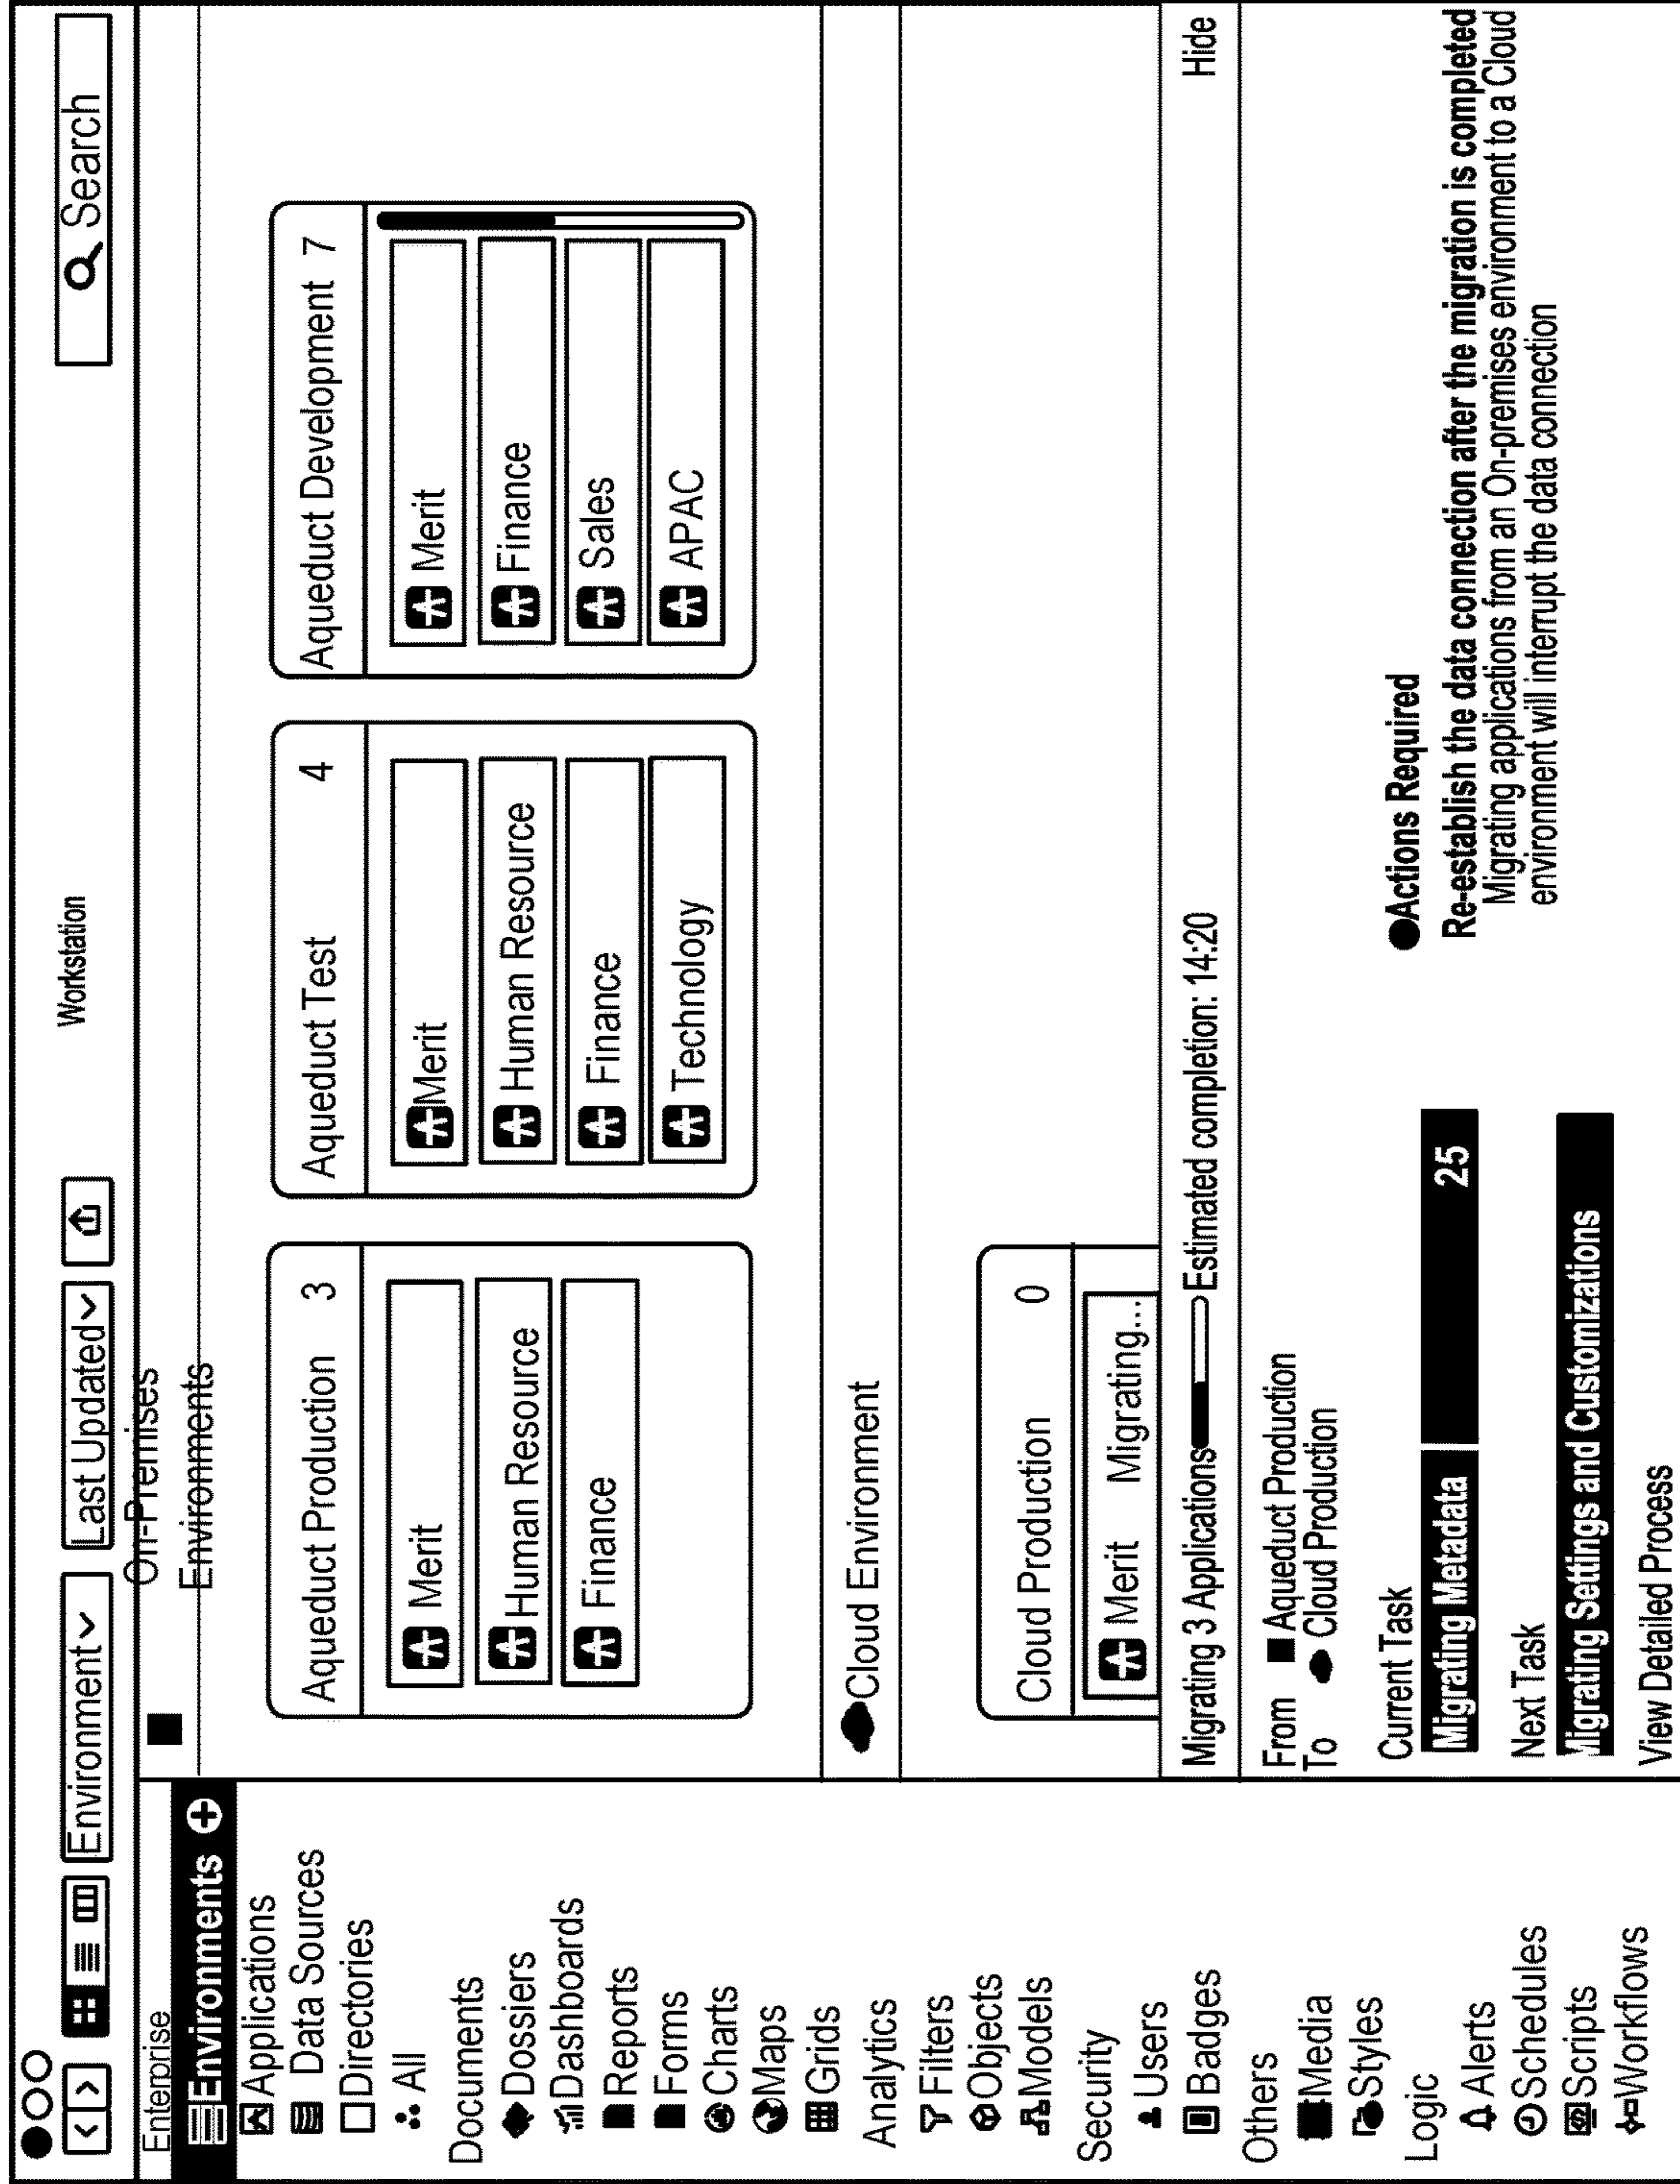 Workstation
Environment
Last Updated
Search
Enterprise
Environments
Applications
Data Sources
Directories
All
Documents
Dossiers
Dashboards
Reports
Forms
Charts
Maps
Grids
Analytics
Filters
Objects
Models
Security
Users
Badges
Others
Media
Styles
Logic
Alerts
Schedules
Scripts
Workflows
On-Premises
Environments
Aqueduct Production 3
Merit
Human Resource
Finance
Aqueduct Test 4
Merit
Human Resource
Finance
Technology
Aqueduct Development 7
Merit
Finance
Sales
APAC
Cloud Environment
Cloud Production 0
Merit Migrating...
Migrating 3 Applications Estimated completion: 14:20 Hide
From Aqueduct Production
To Cloud Production
Current Task
Migrating Metadata 25
Next Task
Migrating Settings and Customizations
View Detailed Process
Actions Required
Re-establish the data connection after the migration is completed
Migrating applications from an On-premises environment to a Cloud
environment will interrupt the data connection